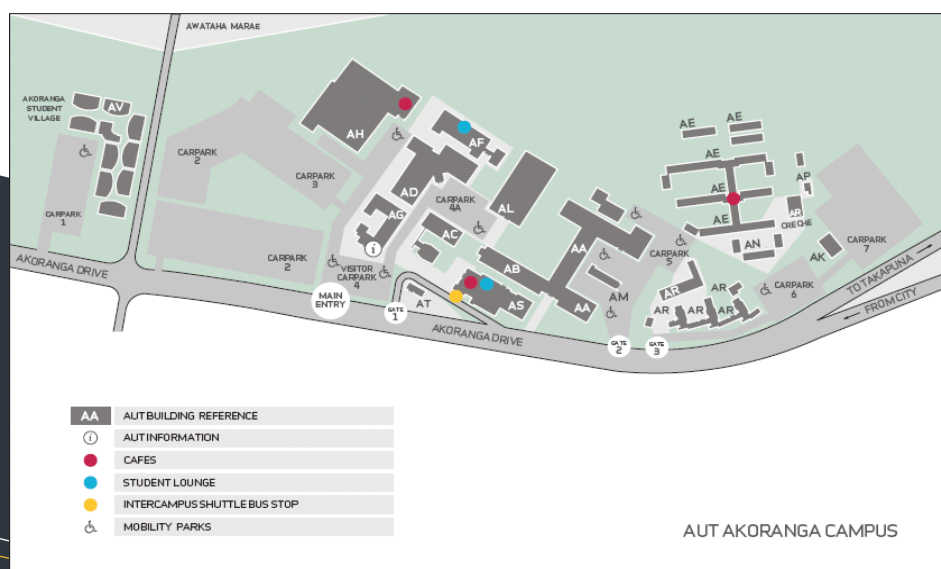 AWATAHA MARAE
AKORANGA
STUDENT
VILLAGE
AV
CARPARK
1
CARPARK
2
CARPARK
3
CARPARK
2
AH
AF
AD
AG
CARPARK
4A
AL
AC
VISITOR
CARPARK
4
AB
AA
AA
AS
AT
AM
AE
AE
AE
AE
AE
AP
AR
CRECHE
AN
AK
CARPARK
5
CARPARK
6
CARPARK
7
AR
AR
AR
AR
AR
AR
MAIN
ENTRY
GATE
1
GATE
2
GATE
3
AKORANGA DRIVE
AKORANGA DRIVE
TO TAKAPUNA
FROM CITY
AA AUT BUILDING REFERENCE
i AUT INFORMATION
CAFES
STUDENT LOUNGE
INTERCAMPUS SHUTTLE BUS STOP
MOBILITY PARKS
AUT AKORANGA CAMPUS